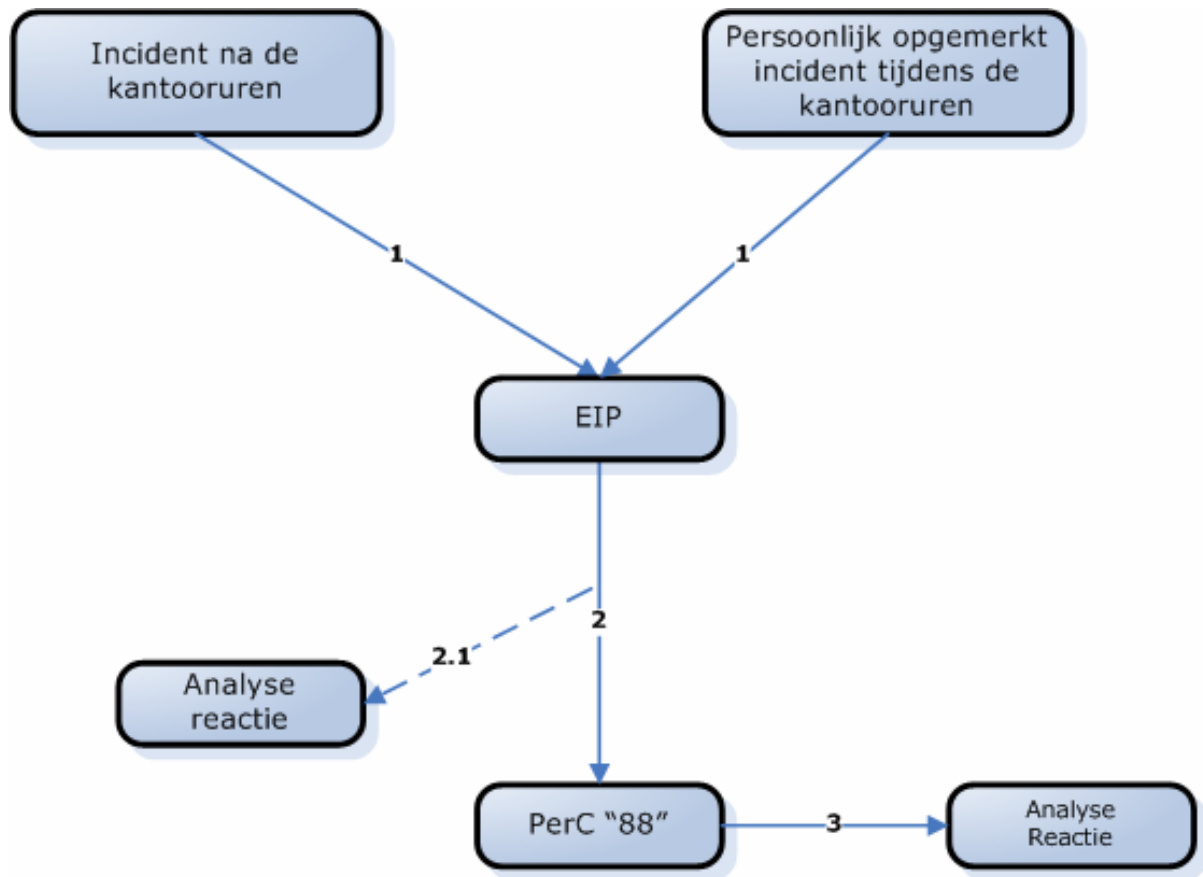 Incident na de
kantooruren
Persoonlijk opgemerkt
incident tijdens de
kantooruren
1
1
EIP
2
2.1
Analyse
reactie
PerC “88”
3
Analyse
Reactie